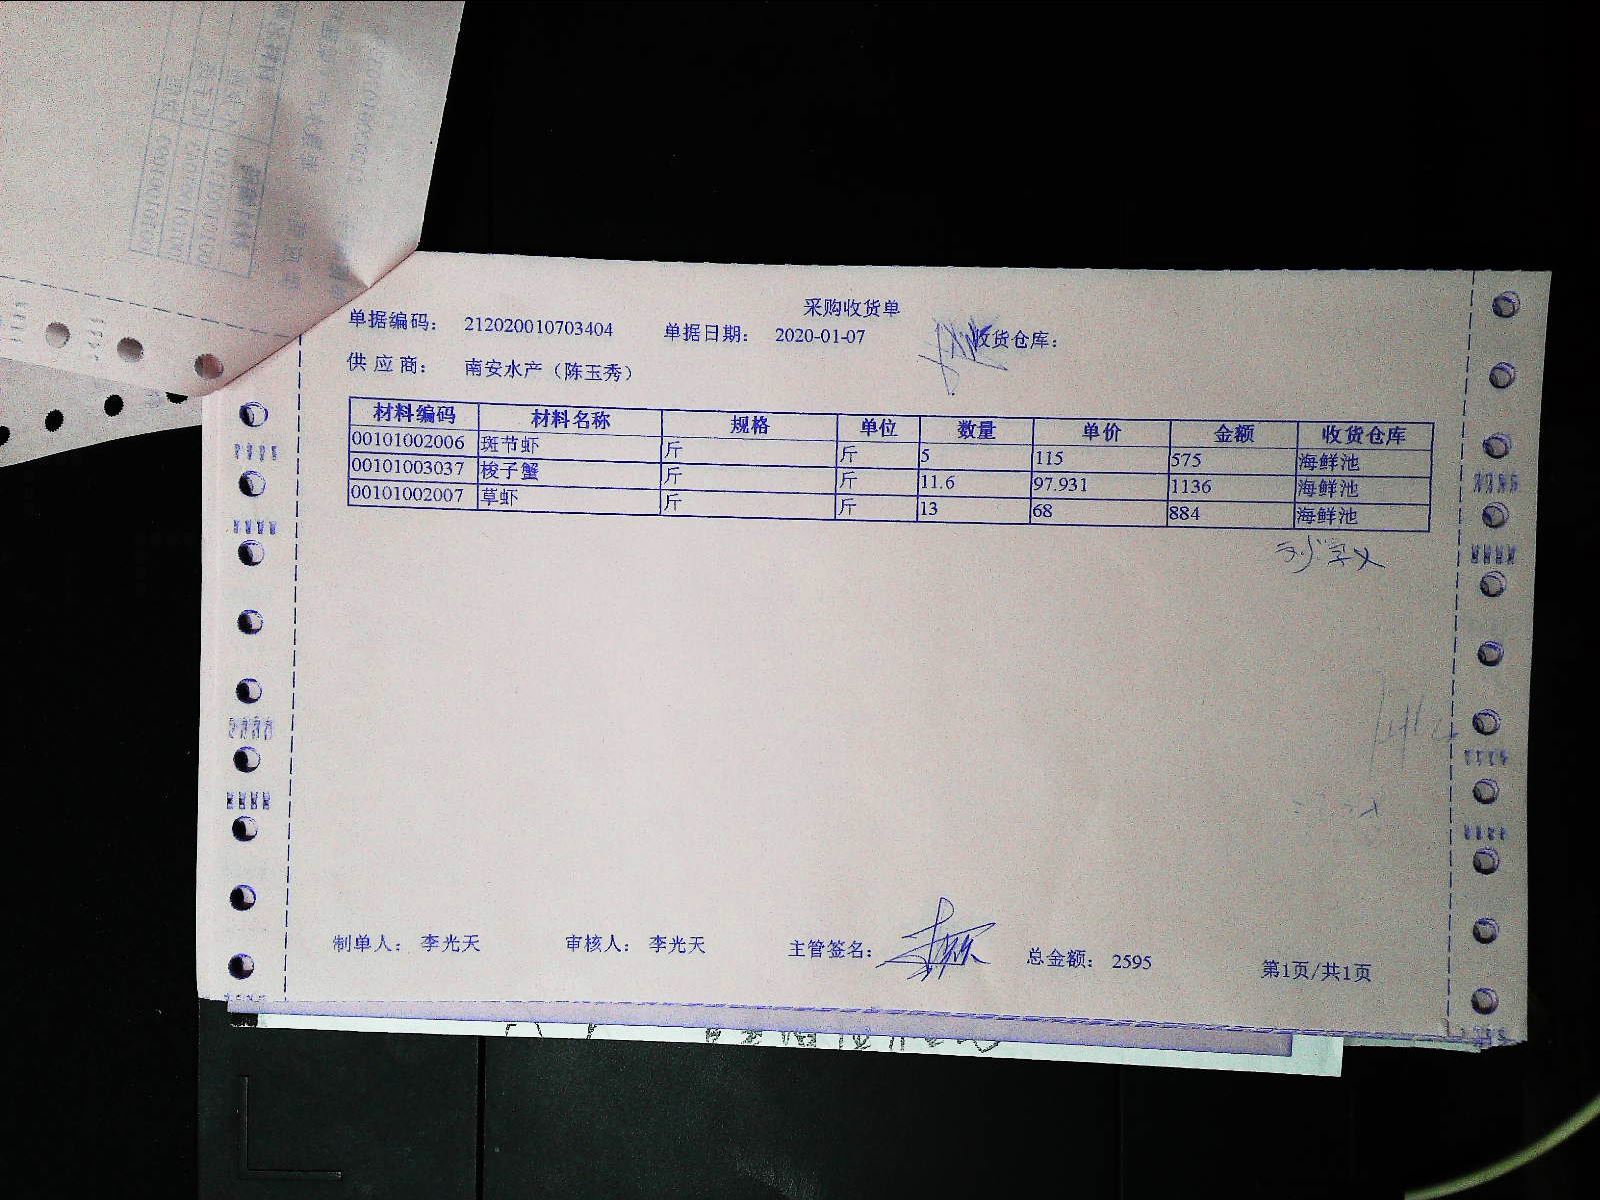 采购收货单
单据编码： 212020010703404 单据日期： 2020-01-07 收货仓库：
供 应 商： 南安水产（陈玉秀）
材料编码 材料名称 规格 单位 数量 单价 金额 收货仓库
00101002006 斑节虾 斤 斤 5 115 575 海鲜池
00101003037 梭子蟹 斤 斤 11.6 97.931 1136 海鲜池
00101002007 草虾 斤 斤 13 68 884 海鲜池
制单人： 李光天 审核人： 李光天 主管签名： 总金额： 2595 第1页/共1页